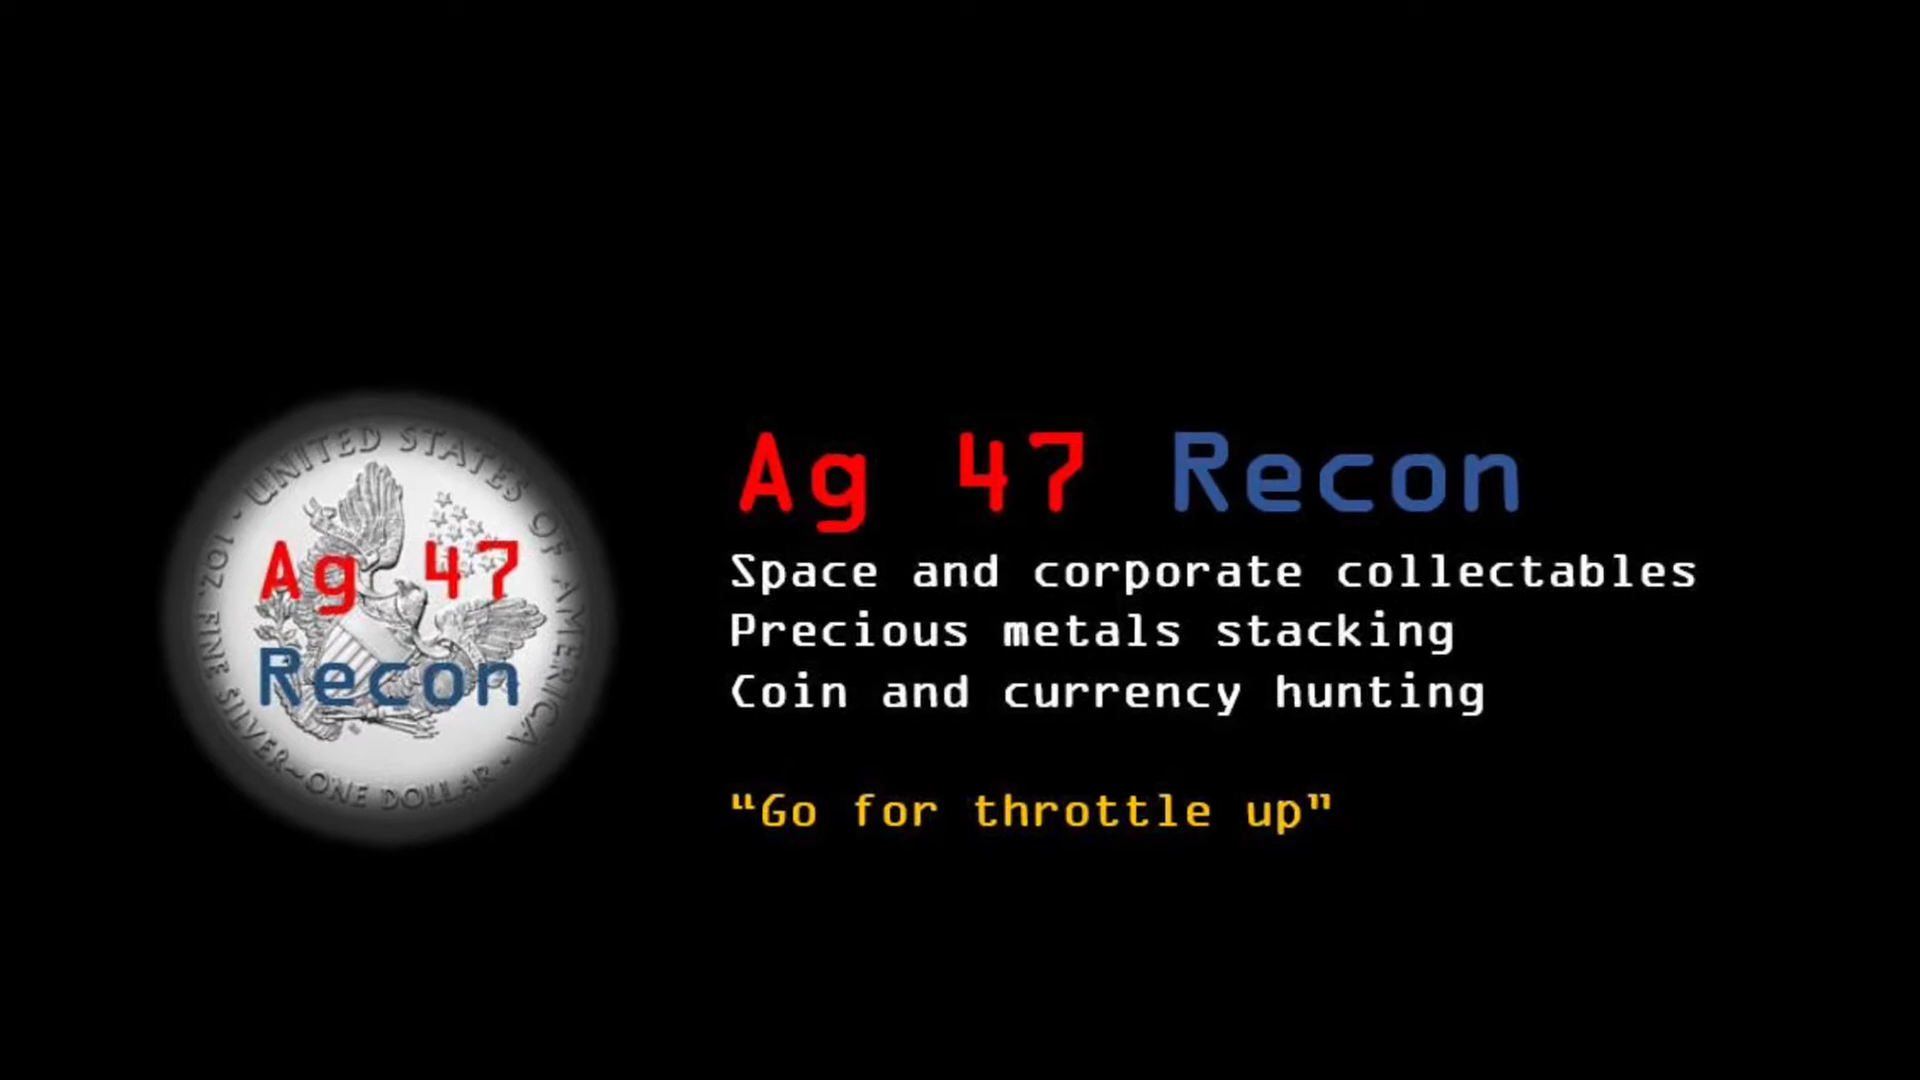 UNITED STATES OF AMERICA
1 OZ. FINE SILVER~ONE DOLLAR
Ag 47
Recon
Ag 47 Recon
Space and corporate collectables
Precious metals stacking
Coin and currency hunting
“Go for throttle up”